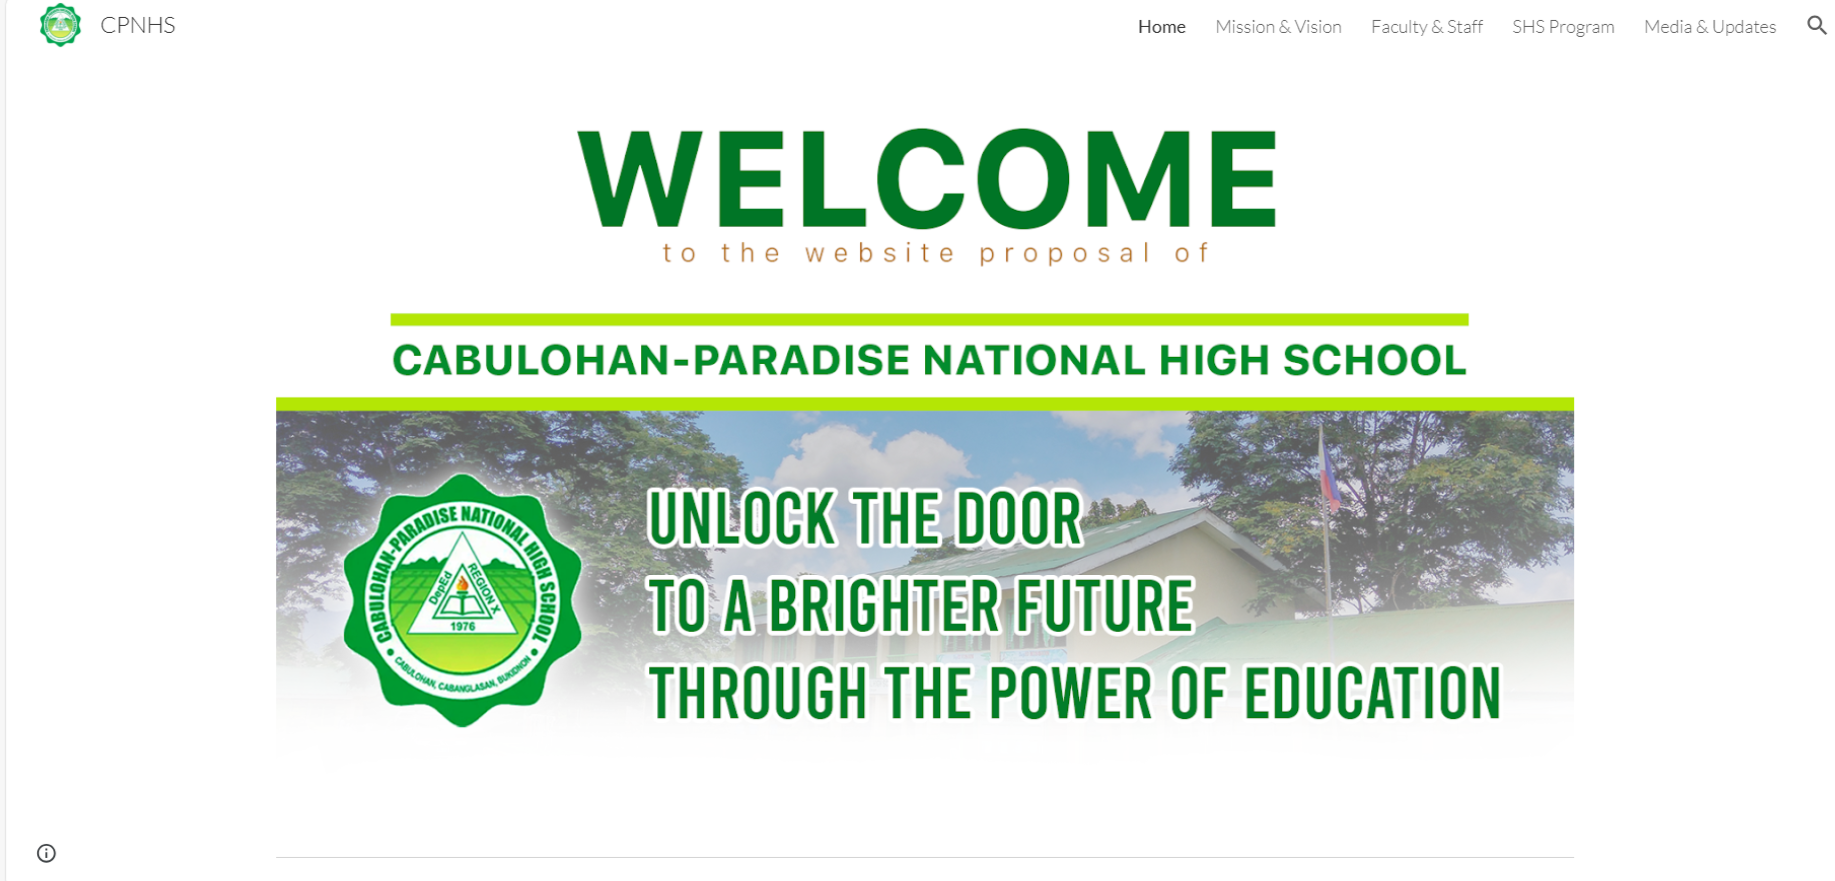 CPNHS
Home Mission & Vision Faculty & Staff SHS Program Media & Updates
WELCOME
to the website proposal of
CABULOHAN-PARADISE NATIONAL HIGH SCHOOL
UNLOCK THE DOOR
TO A BRIGHTER FUTURE
THROUGH THE POWER OF EDUCATION
CABULOHAN-PARADISE NATIONAL HIGH SCHOOL
DepEd
REGION X
1976
CABULOHAN, CABANGLASAN, BUKIDNON